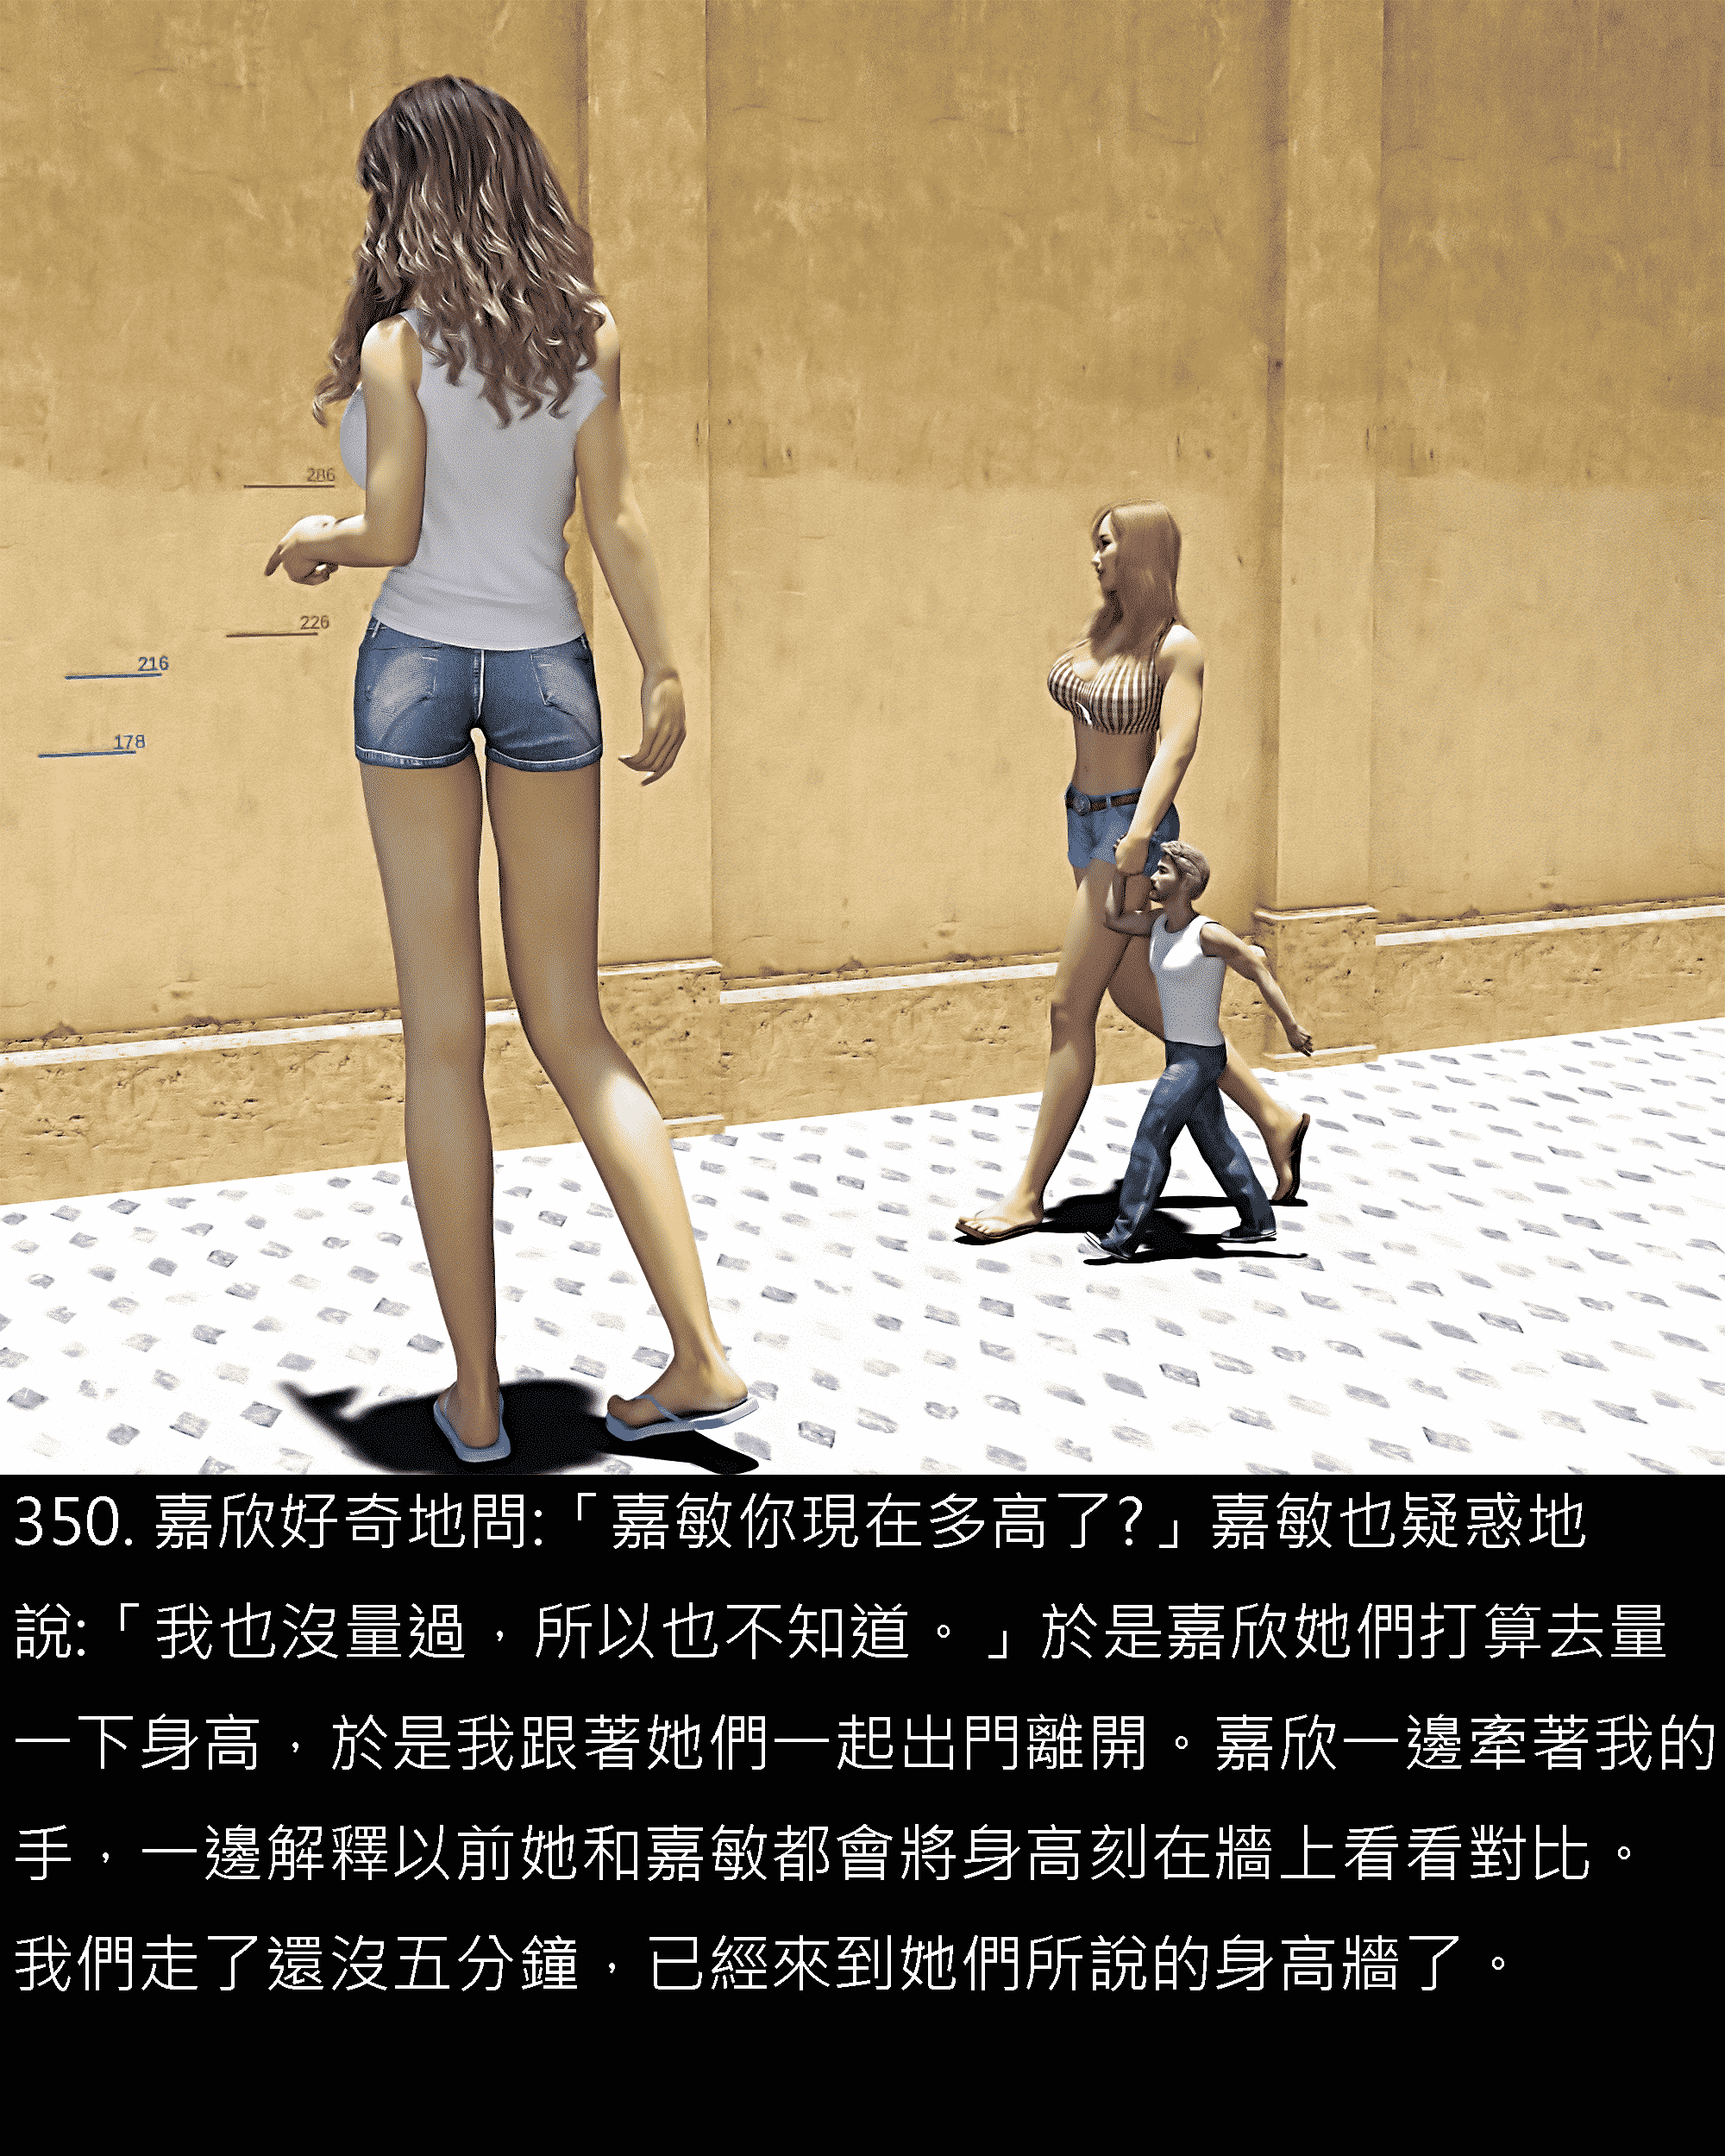 286
226
216
178
350. 嘉欣好奇地問:「嘉敏你現在多高了?」嘉敏也疑惑地
說:「我也沒量過，所以也不知道。」於是嘉欣她們打算去量
一下身高，於是我跟著她們一起出門離開。嘉欣一邊牽著我的
手，一邊解釋以前她和嘉敏都會將身高刻在牆上看看對比。
我們走了還沒五分鐘，已經來到她們所說的身高牆了。